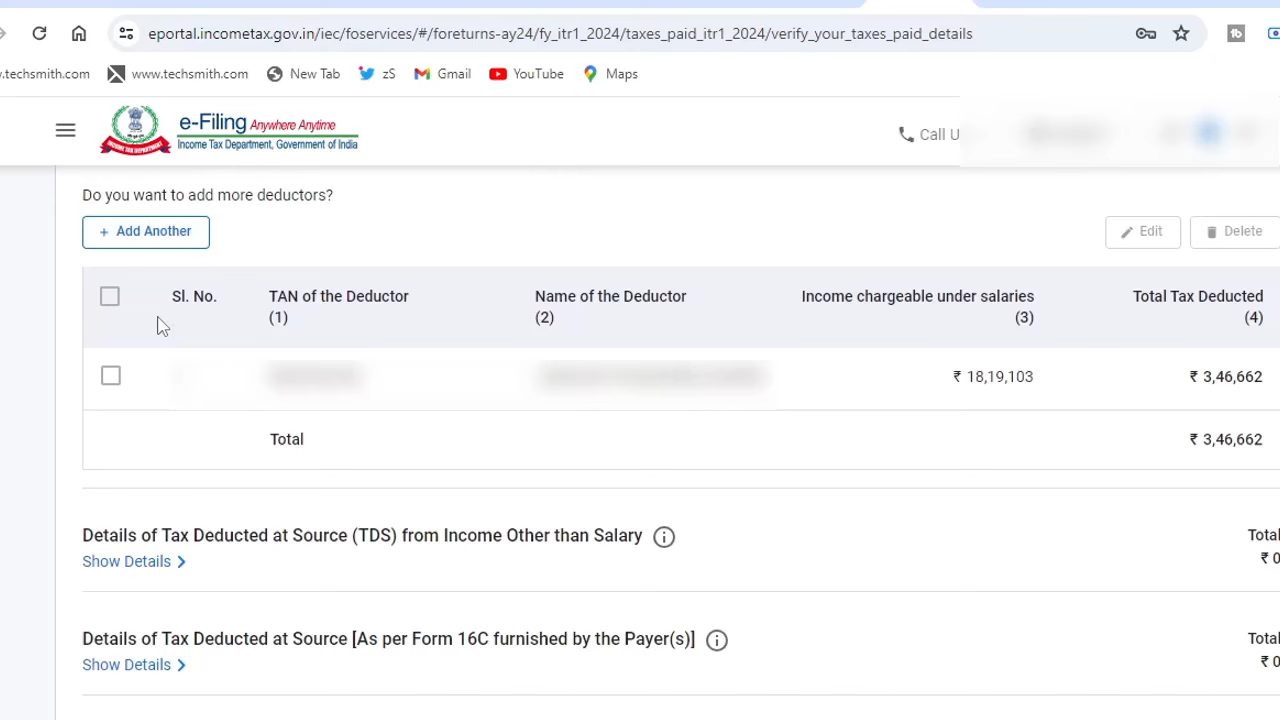 eportal.incometax.gov.in/iec/foservices/#/foreturns-ay24/fy_itr1_2024/taxes_paid_itr1_2024/verify_your_taxes_paid_details
.techsmith.com www.techsmith.com New Tab zS Gmail YouTube Maps
e-Filing Anywhere Anytime
Income Tax Department, Government of India
Call U
Do you want to add more deductors?
+ Add Another Edit Delete
Sl. No. TAN of the Deductor Name of the Deductor Income chargeable under salaries Total Tax Deducted
(1) (2) (3) (4)
₹ 18,19,103 ₹ 3,46,662
Total ₹ 3,46,662
Details of Tax Deducted at Source (TDS) from Income Other than Salary Total
Show Details ₹ 0
Details of Tax Deducted at Source [As per Form 16C furnished by the Payer(s)] Total
Show Details ₹ 0